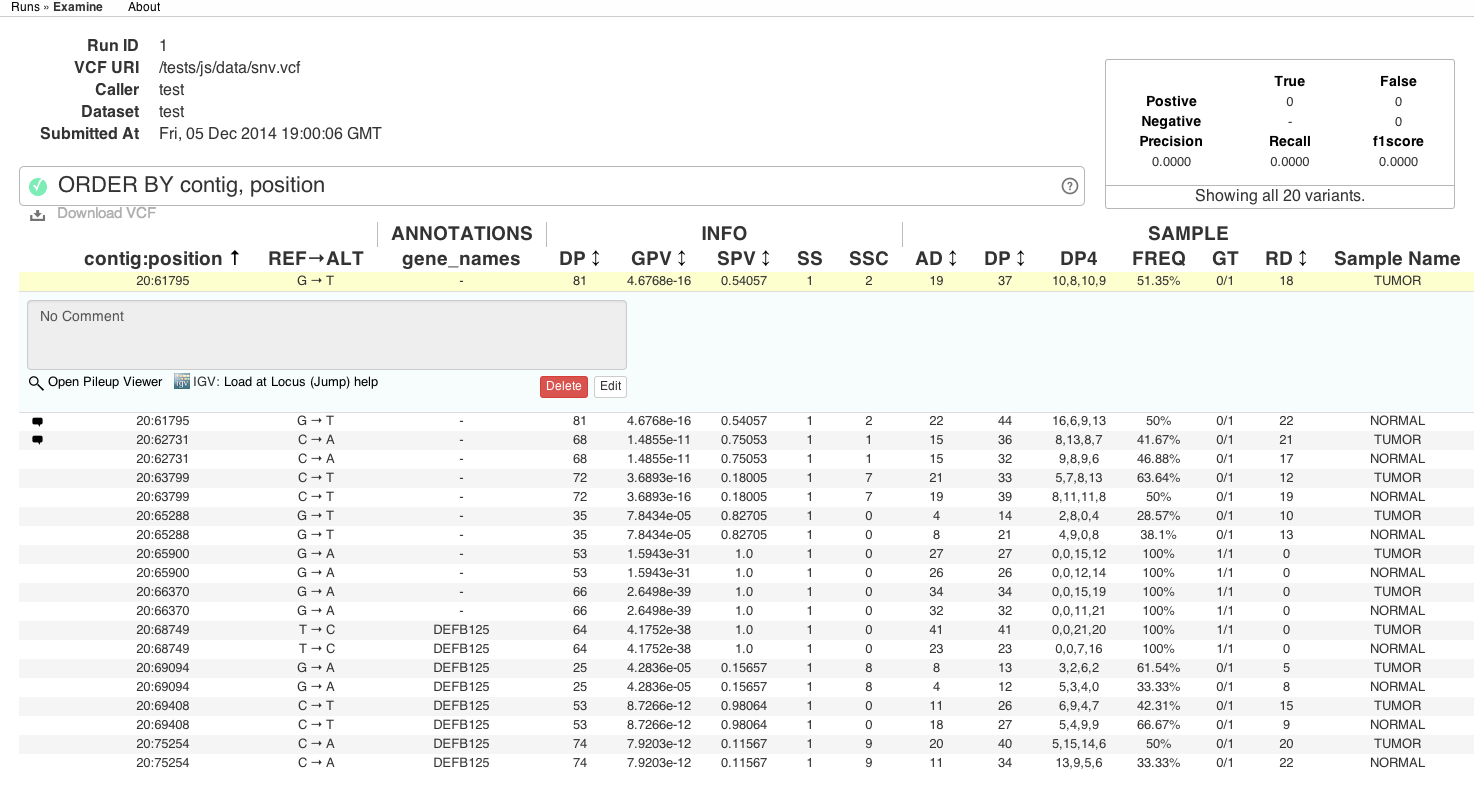 Runs » Examine About
Run ID 1
VCF URI /tests/js/data/snv.vcf
Caller test
Dataset test
Submitted At Fri, 05 Dec 2014 19:00:06 GMT
True False
Postive 0 0
Negative - 0
Precision Recall f1score
0.0000 0.0000 0.0000
Showing all 20 variants.
ORDER BY contig, position ?
Download VCF
ANNOTATIONS INFO SAMPLE
contig:position ↑ REF→ALT gene_names DP ↕ GPV ↕ SPV ↕ SS SSC AD ↕ DP ↕ DP4 FREQ GT RD ↕ Sample Name
20:61795 G → T - 81 4.6768e-16 0.54057 1 2 19 37 10,8,10,9 51.35% 0/1 18 TUMOR
No Comment
Open Pileup Viewer IGV: Load at Locus (Jump) help Delete Edit
20:61795 G → T - 81 4.6768e-16 0.54057 1 2 22 44 16,6,9,13 50% 0/1 22 NORMAL
20:62731 C → A - 68 1.4855e-11 0.75053 1 1 15 36 8,13,8,7 41.67% 0/1 21 TUMOR
20:62731 C → A - 68 1.4855e-11 0.75053 1 1 15 32 9,8,9,6 46.88% 0/1 17 NORMAL
20:63799 C → T - 72 3.6893e-16 0.18005 1 7 21 33 5,7,8,13 63.64% 0/1 12 TUMOR
20:63799 C → T - 72 3.6893e-16 0.18005 1 7 19 39 8,11,11,8 50% 0/1 19 NORMAL
20:65288 G → T - 35 7.8434e-05 0.82705 1 0 4 14 2,8,0,4 28.57% 0/1 10 TUMOR
20:65288 G → T - 35 7.8434e-05 0.82705 1 0 8 21 4,9,0,8 38.1% 0/1 13 NORMAL
20:65900 G → A - 53 1.5943e-31 1.0 1 0 27 27 0,0,15,12 100% 1/1 0 TUMOR
20:65900 G → A - 53 1.5943e-31 1.0 1 0 26 26 0,0,12,14 100% 1/1 0 NORMAL
20:66370 G → A - 66 2.6498e-39 1.0 1 0 34 34 0,0,15,19 100% 1/1 0 TUMOR
20:66370 G → A - 66 2.6498e-39 1.0 1 0 32 32 0,0,11,21 100% 1/1 0 NORMAL
20:68749 T → C DEFB125 64 4.1752e-38 1.0 1 0 41 41 0,0,21,20 100% 1/1 0 TUMOR
20:68749 T → C DEFB125 64 4.1752e-38 1.0 1 0 23 23 0,0,7,16 100% 1/1 0 NORMAL
20:69094 G → A DEFB125 25 4.2836e-05 0.15657 1 8 8 13 3,2,6,2 61.54% 0/1 5 TUMOR
20:69094 G → A DEFB125 25 4.2836e-05 0.15657 1 8 4 12 5,3,4,0 33.33% 0/1 8 NORMAL
20:69408 C → T DEFB125 53 8.7266e-12 0.98064 1 0 11 26 6,9,4,7 42.31% 0/1 15 TUMOR
20:69408 C → T DEFB125 53 8.7266e-12 0.98064 1 0 18 27 5,4,9,9 66.67% 0/1 9 NORMAL
20:75254 C → A DEFB125 74 7.9203e-12 0.11567 1 9 20 40 5,15,14,6 50% 0/1 20 TUMOR
20:75254 C → A DEFB125 74 7.9203e-12 0.11567 1 9 11 34 13,9,5,6 33.33% 0/1 22 NORMAL